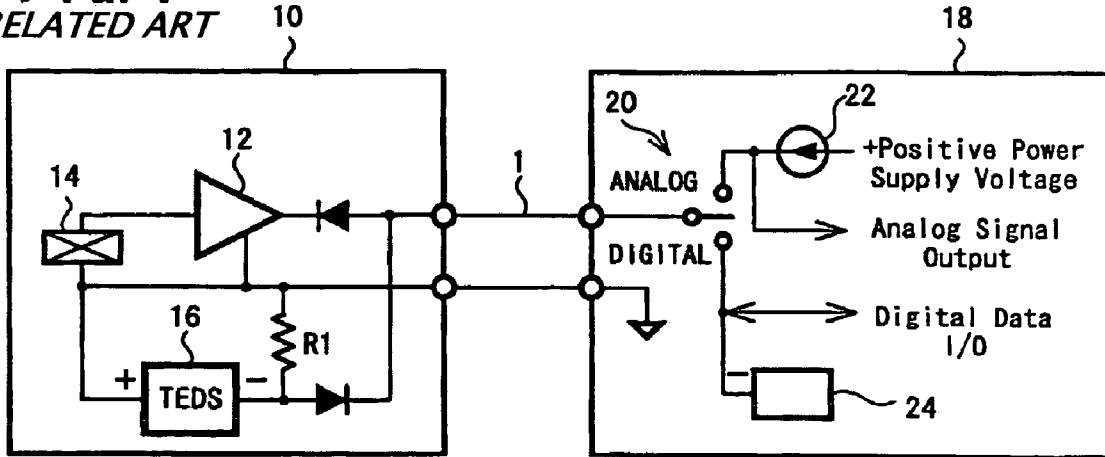 RELATED ART
10
18
12
14
1
20
22
+Positive Power
Supply Voltage
ANALOG
Analog Signal
Output
DIGITAL
16
R1
Digital Data
I/O
+
TEDS
−
−
24